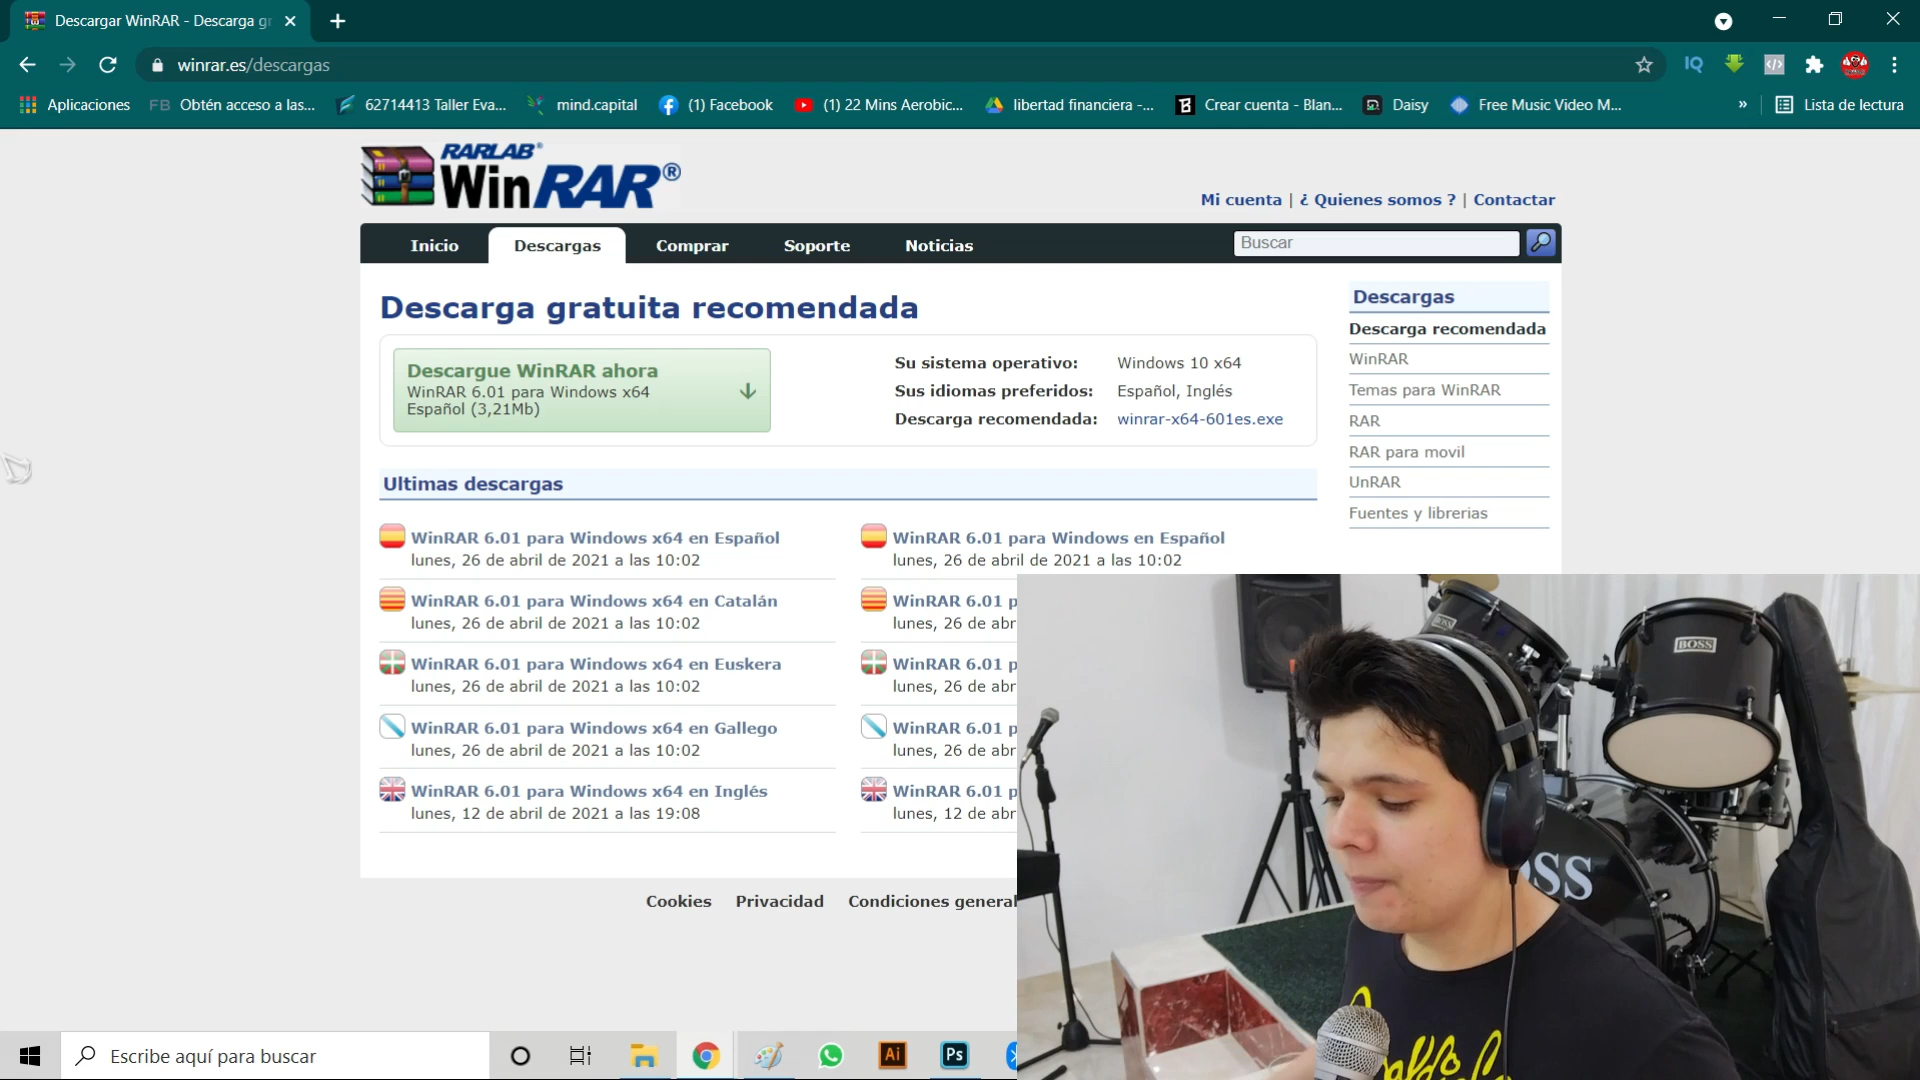 Descargar WinRAR - Descarga gr
winrar.es/descargas
Aplicaciones
FB Obtén acceso a las...
62714413 Taller Eva...
mind.capital
(1) Facebook
(1) 22 Mins Aerobic...
libertad financiera -...
Crear cuenta - Blan...
Daisy
Free Music Video M...
»
Lista de lectura
RARLAB®
WinRAR®
Mi cuenta | ¿ Quienes somos ? | Contactar
Inicio
Descargas
Comprar
Soporte
Noticias
Buscar
Descarga gratuita recomendada
Descargue WinRAR ahora
WinRAR 6.01 para Windows x64
Español (3,21Mb)
Su sistema operativo: Windows 10 x64
Sus idiomas preferidos: Español, Inglés
Descarga recomendada: winrar-x64-601es.exe
Descargas
Descarga recomendada
WinRAR
Temas para WinRAR
RAR
RAR para movil
UnRAR
Fuentes y librerias
Ultimas descargas
WinRAR 6.01 para Windows x64 en Español
lunes, 26 de abril de 2021 a las 10:02
WinRAR 6.01 para Windows en Español
lunes, 26 de abril de 2021 a las 10:02
WinRAR 6.01 para Windows x64 en Catalán
lunes, 26 de abril de 2021 a las 10:02
WinRAR 6.01 p
lunes, 26 de abr
WinRAR 6.01 para Windows x64 en Euskera
lunes, 26 de abril de 2021 a las 10:02
WinRAR 6.01 p
lunes, 26 de abr
WinRAR 6.01 para Windows x64 en Gallego
lunes, 26 de abril de 2021 a las 10:02
WinRAR 6.01 p
lunes, 26 de abr
WinRAR 6.01 para Windows x64 en Inglés
lunes, 12 de abril de 2021 a las 19:08
WinRAR 6.01 p
lunes, 12 de abr
Cookies
Privacidad
Condiciones general
BOSS
BOSS
OSS
Escribe aquí para buscar
Ai
Ps